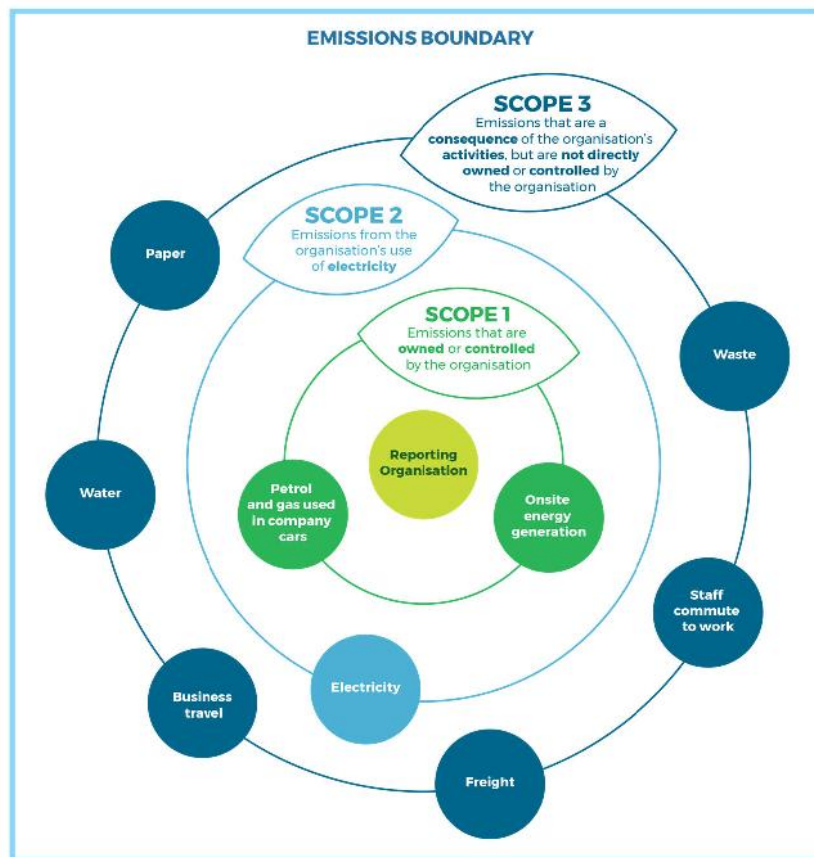 EMISSIONS BOUNDARY
SCOPE 3
Emissions that are a
consequence of the organisation's
activities, but are not directly
owned or controlled by
the organisation
SCOPE 2
Emissions from the
organisation's use
of electricity
SCOPE 1
Emissions that are
owned or controlled
by the organisation
Paper
Waste
Reporting
Organisation
Water
Petrol
and gas used
in company
cars
Onsite
energy
generation
Staff
commute
to work
Business
travel
Electricity
Freight